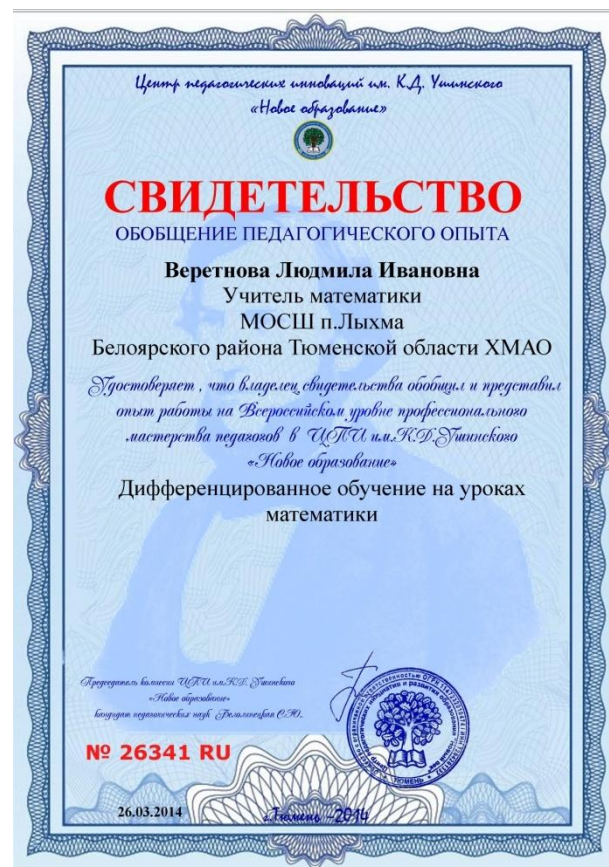 Центр педагогических инноваций им. К.Д. Ушинского
«Новое образование»
СВИДЕТЕЛЬСТВО
ОБОБЩЕНИЕ ПЕДАГОГИЧЕСКОГО ОПЫТА
Веретнова Людмила Ивановна
Учитель математики
МОСШ п.Лыхма
Белоярского района Тюменской области ХМАО
Удостоверяет , что владелец свидетельства обобщил и представил
опыт работы на Всероссийском уровне профессионального
мастерства педагогов в ЦПИ им.К.Д.Ушинского
«Новое образование»
Дифференцированное обучение на уроках
математики
Председатель комиссии ЦПИ им.К.Д. Ушинского
«Новое образование»
кандидат педагогических наук
№ 26341 RU
ТЮМЕНЬ
26.03.2014
г.Тюмень -2014